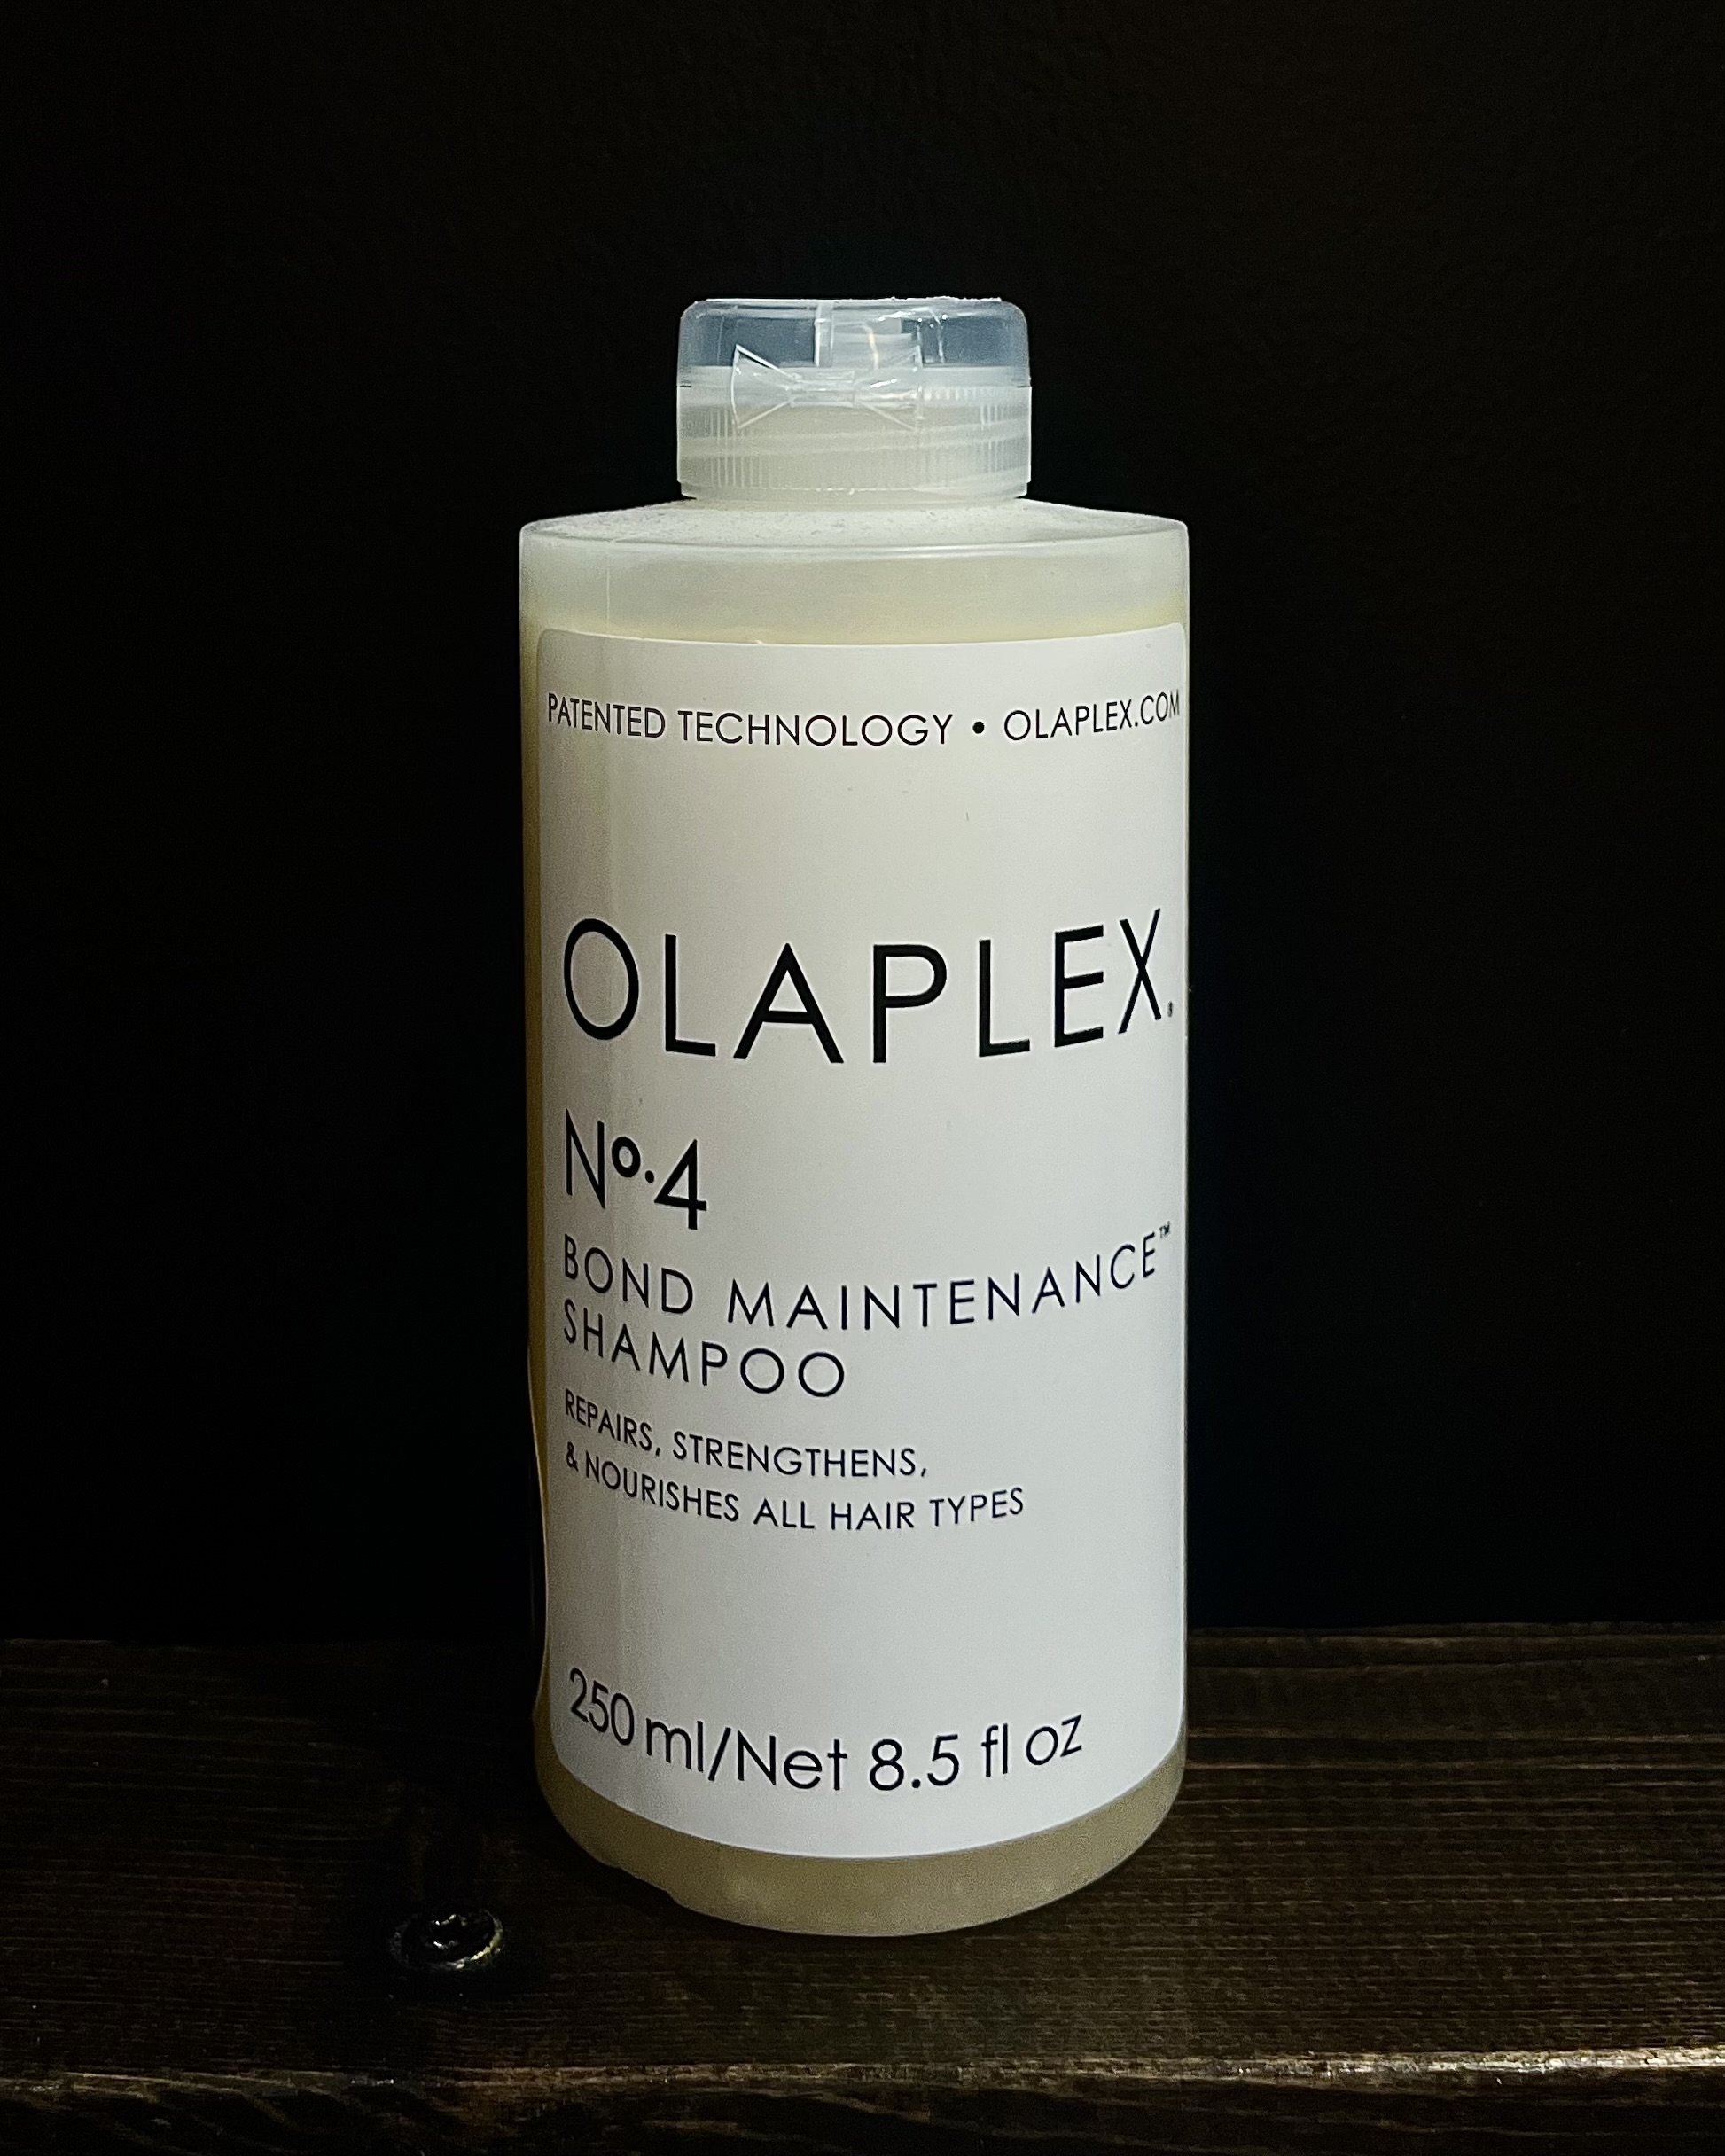 PATENTED TECHNOLOGY • OLAPLEX.COM
OLAPLEX®
Nº.4
BOND MAINTENANCE™
SHAMPOO
REPAIRS, STRENGTHENS,
& NOURISHES ALL HAIR TYPES
250 ml/Net 8.5 fl oz